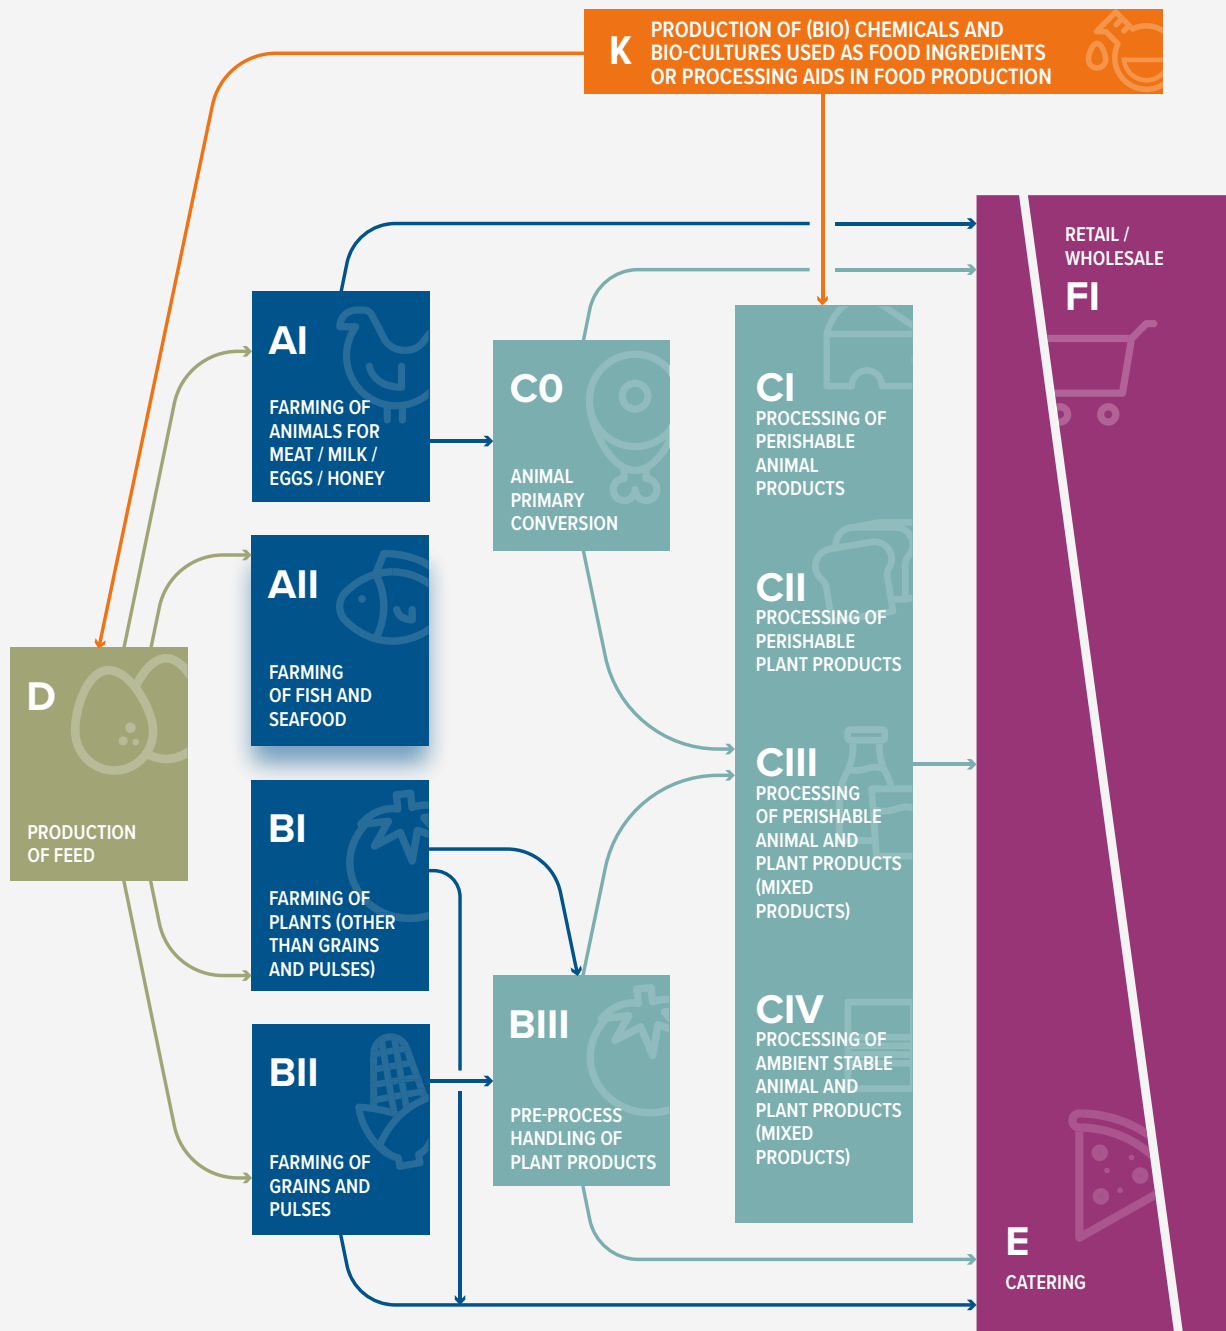 K
PRODUCTION OF (BIO) CHEMICALS AND
BIO-CULTURES USED AS FOOD INGREDIENTS
OR PROCESSING AIDS IN FOOD PRODUCTION
RETAIL /
WHOLESALE
FI
AI
FARMING OF
ANIMALS FOR
MEAT / MILK /
EGGS / HONEY
C0
ANIMAL
PRIMARY
CONVERSION
CI
PROCESSING OF
PERISHABLE
ANIMAL
PRODUCTS
AII
FARMING
OF FISH AND
SEAFOOD
CII
PROCESSING OF
PERISHABLE
PLANT PRODUCTS
D
PRODUCTION
OF FEED
CIII
PROCESSING
OF PERISHABLE
ANIMAL AND
PLANT PRODUCTS
(MIXED
PRODUCTS)
BI
FARMING OF
PLANTS (OTHER
THAN GRAINS
AND PULSES)
BIII
PRE-PROCESS
HANDLING OF
PLANT PRODUCTS
CIV
PROCESSING OF
AMBIENT STABLE
ANIMAL AND
PLANT PRODUCTS
(MIXED
PRODUCTS)
BII
FARMING OF
GRAINS AND
PULSES
E
CATERING